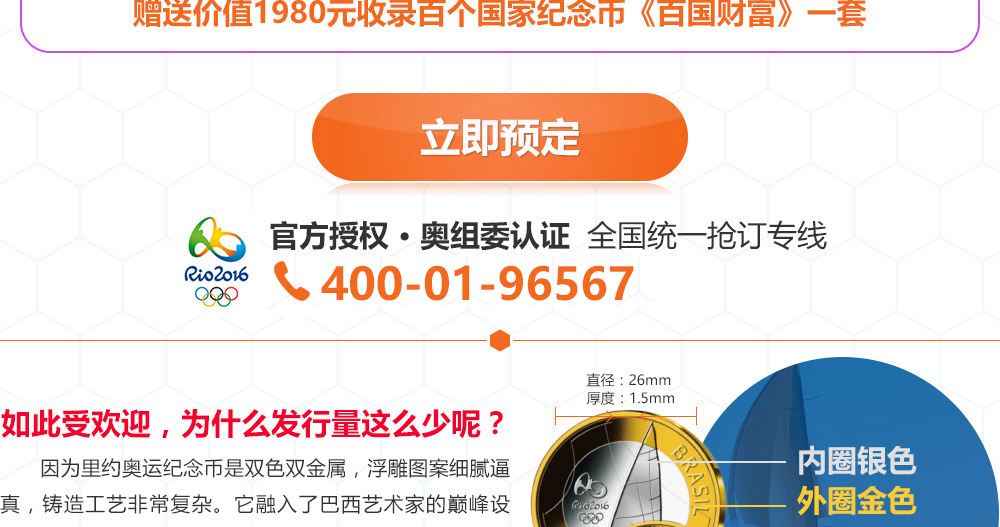 赠送价值1980元收录百个国家纪念币《百国财富》一套
立即预定
官方授权·奥组委认证 全国统一抢订专线
Rio2016
400-01-96567
直径：26mm
厚度：1.5mm
如此受欢迎，为什么发行量这么少呢？
因为里约奥运纪念币是双色双金属，浮雕图案细腻逼
真，铸造工艺非常复杂。它融入了巴西艺术家的巅峰设
BRASIL
Rio2016
内圈银色
外圈金色